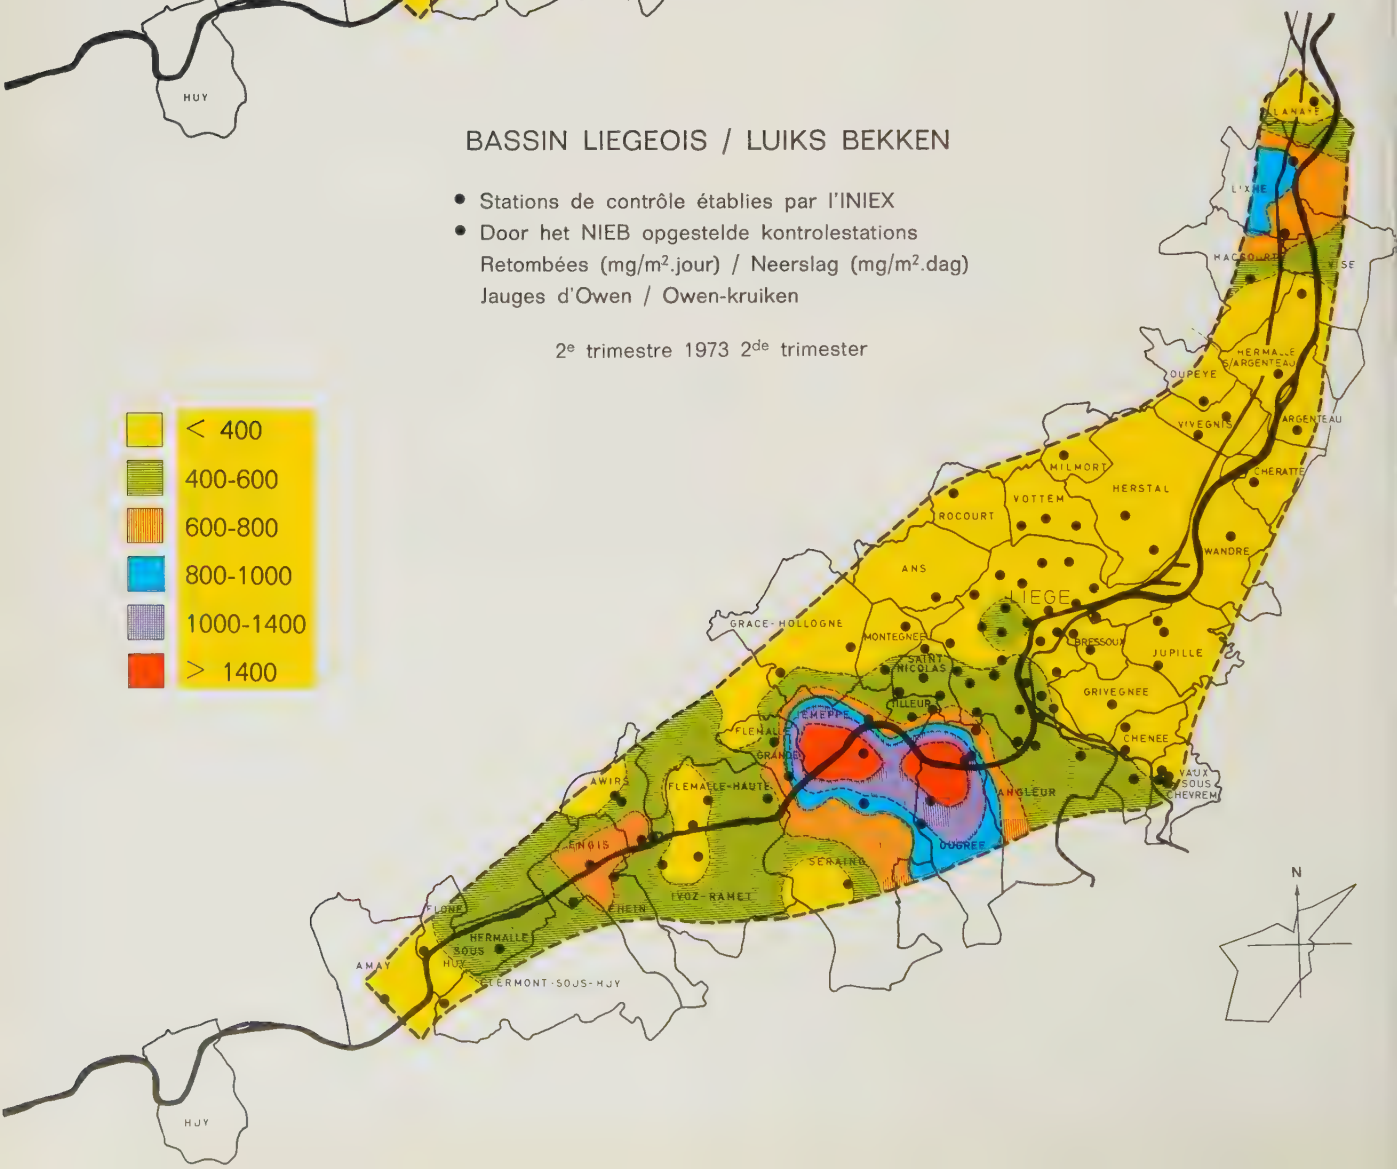 HUY
BASSIN LIEGEOIS / LUIKS BEKKEN
• Stations de contrôle établies par l'INIEX
• Door het NIEB opgestelde kontrolestations
Retombées (mg/m².jour) / Neerslag (mg/m².dag)
Jauges d'Owen / Owen-kruiken
2e trimestre 1973 2de trimester
< 400
400-600
600-800
800-1000
1000-1400
> 1400
LANAYE
LIXHE
HACCOURT
VISE
HERMALLE
S/ARGENTEAU
OUPEYE
VIVEGNIS
ARGENTEAU
MILMORT
CHERATTE
HERSTAL
VOTTEM
ROCOURT
WANDRE
ANS
LIEGE
GRACE-HOLLOGNE
MONTEGNEE
BRESSOUX
JUPILLE
SAINT
NICOLAS
GRIVEGNEE
TILLEUR
JEMEPPE
FLEMALLE
GRANDE
CHENEE
VAUX
SOUS
CHEVREM
AWIRS
FLEMALLE-HAUTE
ANGLEUR
ENGIS
OUGREE
SERAING
IVOZ-RAMET
EHEIN
FLONE
HERMALLE
SOUS
HUY
AMAY
CLERMONT-SOUS-HUY
N
HUY